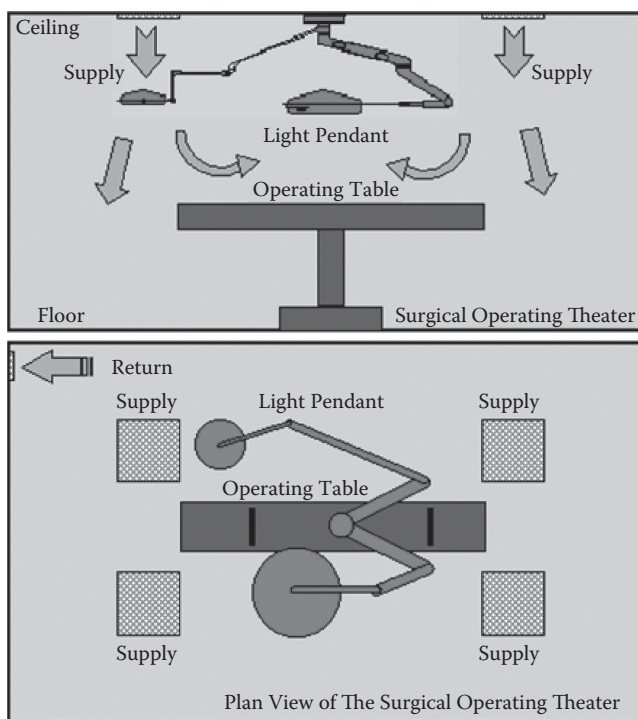 Ceiling
Supply
Supply
Light Pendant
Operating Table
Floor
Surgical Operating Theater
Return
Supply
Light Pendant
Supply
Operating Table
Supply
Supply
Plan View of The Surgical Operating Theater